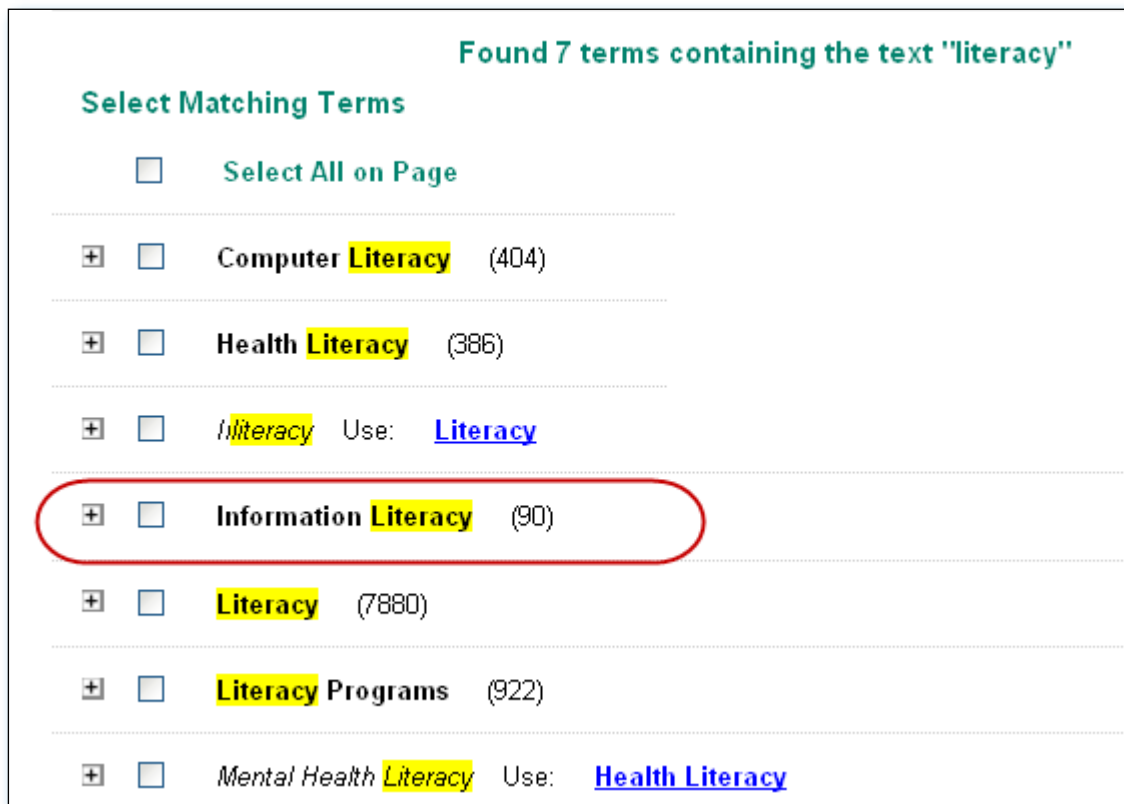 Found 7 terms containing the text "literacy"
Select Matching Terms
Select All on Page
Computer Literacy (404)
Health Literacy (386)
Illiteracy Use: Literacy
Information Literacy (90)
Literacy (7880)
Literacy Programs (922)
Mental Health Literacy Use: Health Literacy